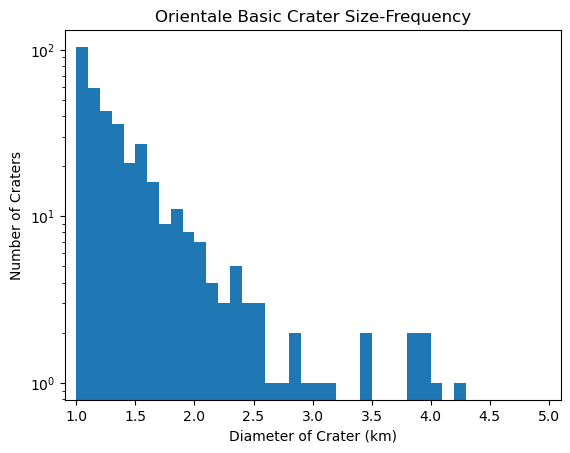 Orientale Basic Crater Size-Frequency
Number of Craters
10²
10¹
10⁰
1.0 1.5 2.0 2.5 3.0 3.5 4.0 4.5 5.0
Diameter of Crater (km)